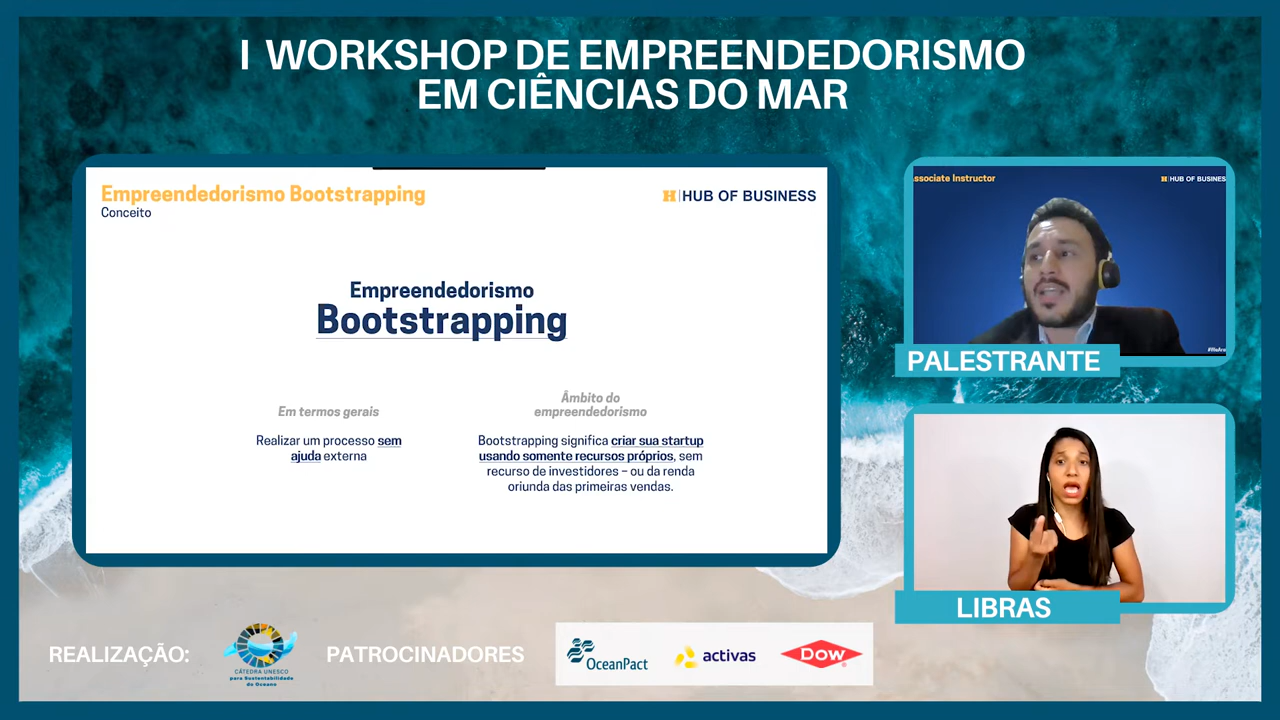 I WORKSHOP DE EMPREENDEDORISMO
EM CIÊNCIAS DO MAR
Empreendedorismo Bootstrapping
Conceito
H HUB OF BUSINESS
Empreendedorismo
Bootstrapping
Em termos gerais
Realizar um processo sem
ajuda externa
Âmbito do
empreendedorismo
Bootstrapping significa criar sua startup
usando somente recursos próprios, sem
recurso de investidores – ou da renda
oriunda das primeiras vendas.
ssociate Instructor
H HUB OF BUSINES
#WeAre
PALESTRANTE
LIBRAS
REALIZAÇÃO:
CÁTEDRA UNESCO
para Sustentabilidade
do Oceano
PATROCINADORES
OceanPact
activas
Dow